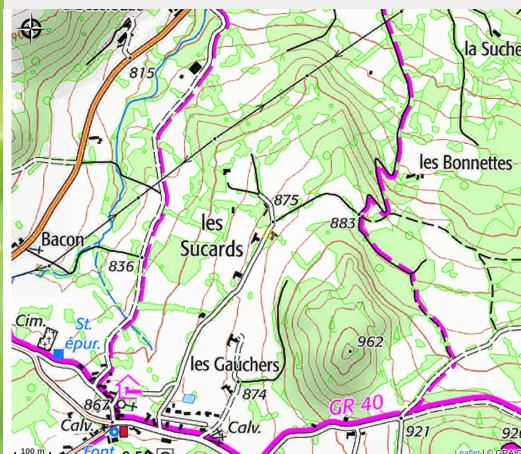 815
la Suche
les Bonnettes
875
les
Sucards
883
Bacon
836
Cim.
St.
épur.
962
les Gauchers
874
867
GR 40
Calv.
Calv.
921
Font
100 m
Leaflet